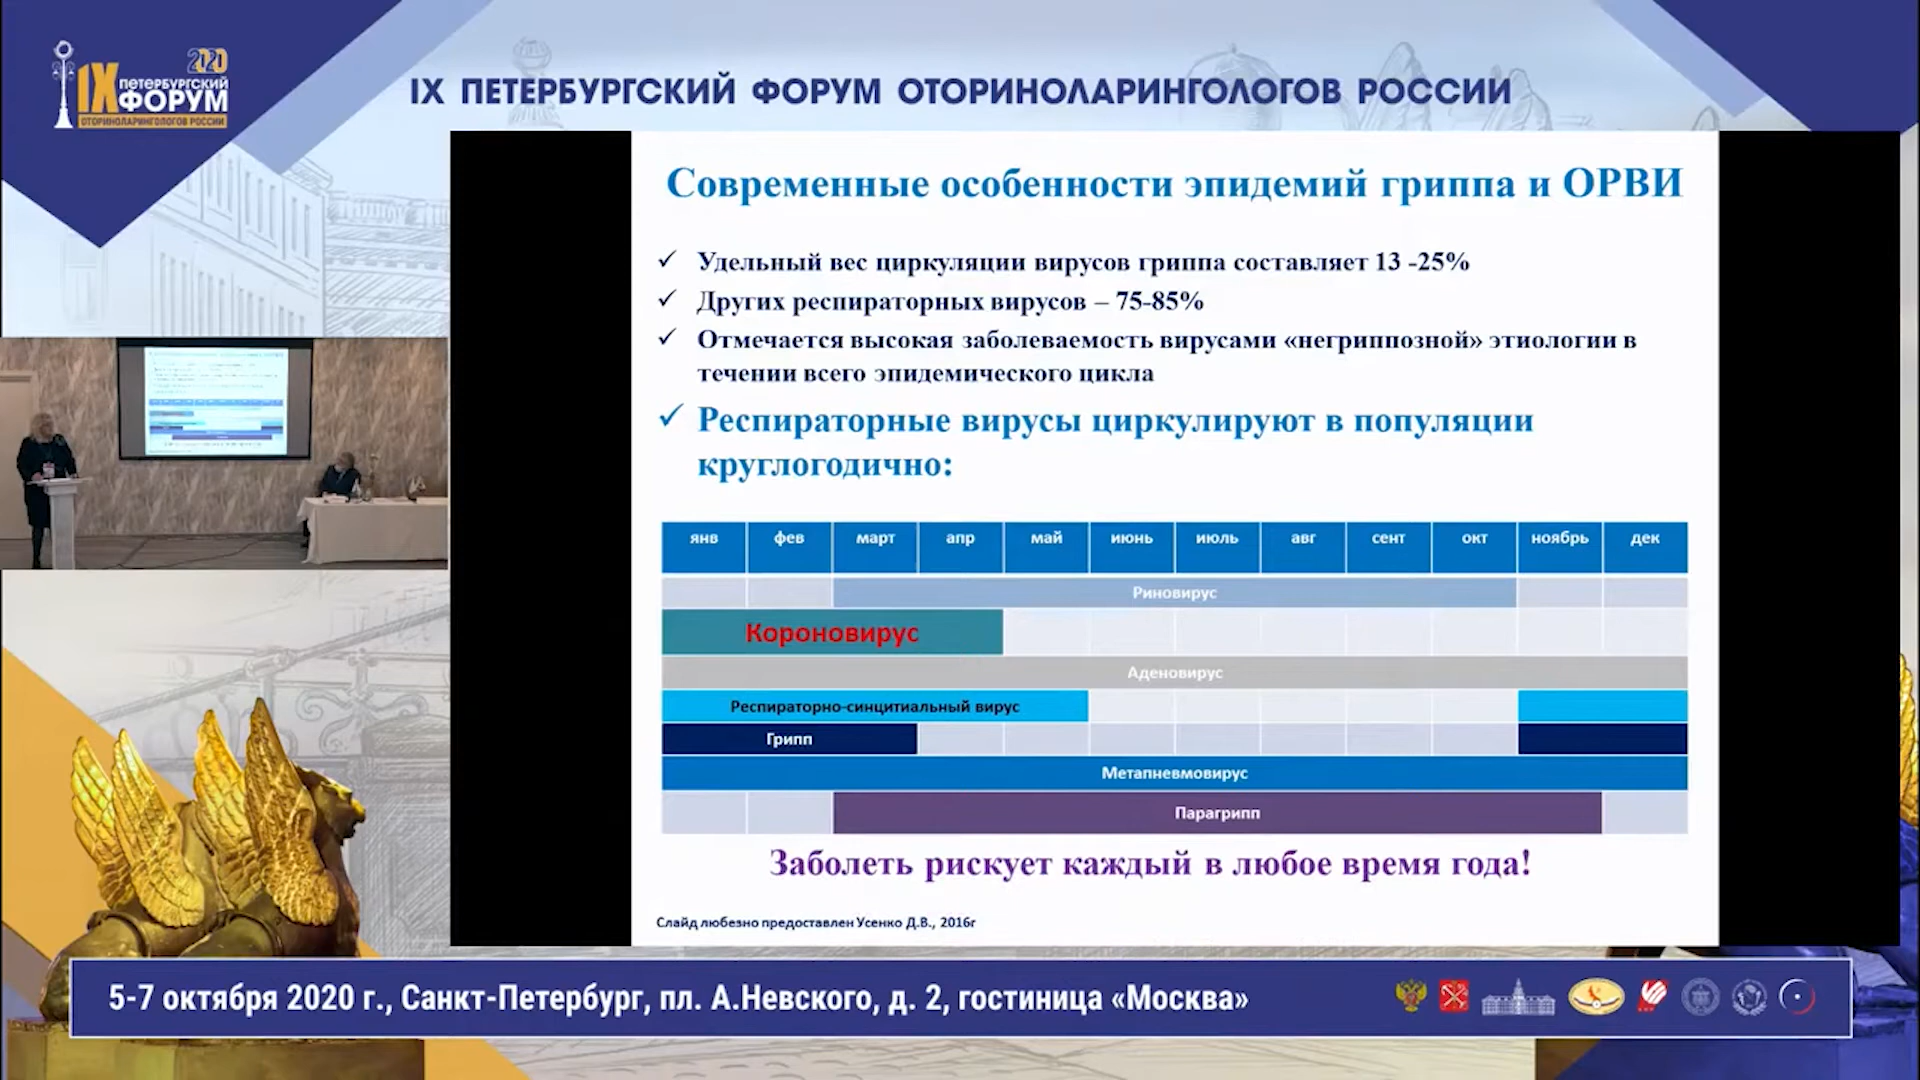 2020
IX ПЕТЕРБУРГСКИЙ
ФОРУМ
ОТОРИНОЛАРИНГОЛОГОВ РОССИИ
IX ПЕТЕРБУРГСКИЙ ФОРУМ ОТОРИНОЛАРИНГОЛОГОВ РОССИИ
Современные особенности эпидемий гриппа и ОРВИ
✓ Удельный вес циркуляции вирусов гриппа составляет 13 -25%
✓ Других респираторных вирусов – 75-85%
✓ Отмечается высокая заболеваемость вирусами «негриппозной» этиологии в
течении всего эпидемического цикла
✓ Респираторные вирусы циркулируют в популяции
круглогодично:
янв фев март апр май июнь июль авг сент окт ноябрь дек
Риновирус
Короновирус
Аденовирус
Респираторно-синцитиальный вирус
Грипп
Метапневмовирус
Парагрипп
Заболеть рискует каждый в любое время года!
Слайд любезно предоставлен Усенко Д.В., 2016г
5-7 октября 2020 г., Санкт-Петербург, пл. А.Невского, д. 2, гостиница «Москва»